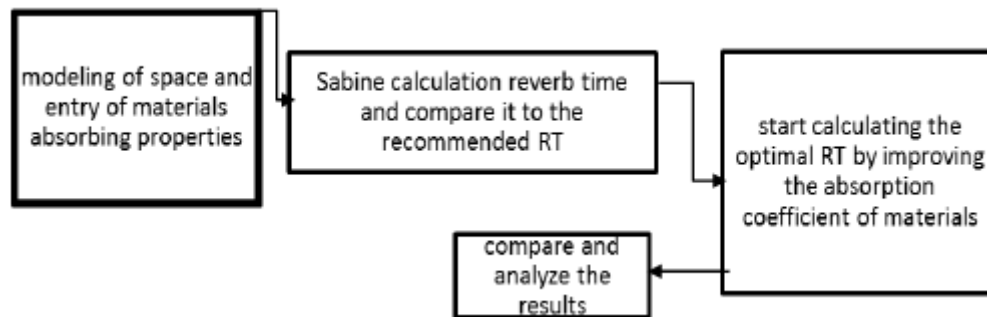 modeling of space and
entry of materials
absorbing properties
Sabine calculation reverb time
and compare it to the
recommended RT
start calculating the
optimal RT by improving
the absorption
coefficient of materials
compare and
analyze the
results